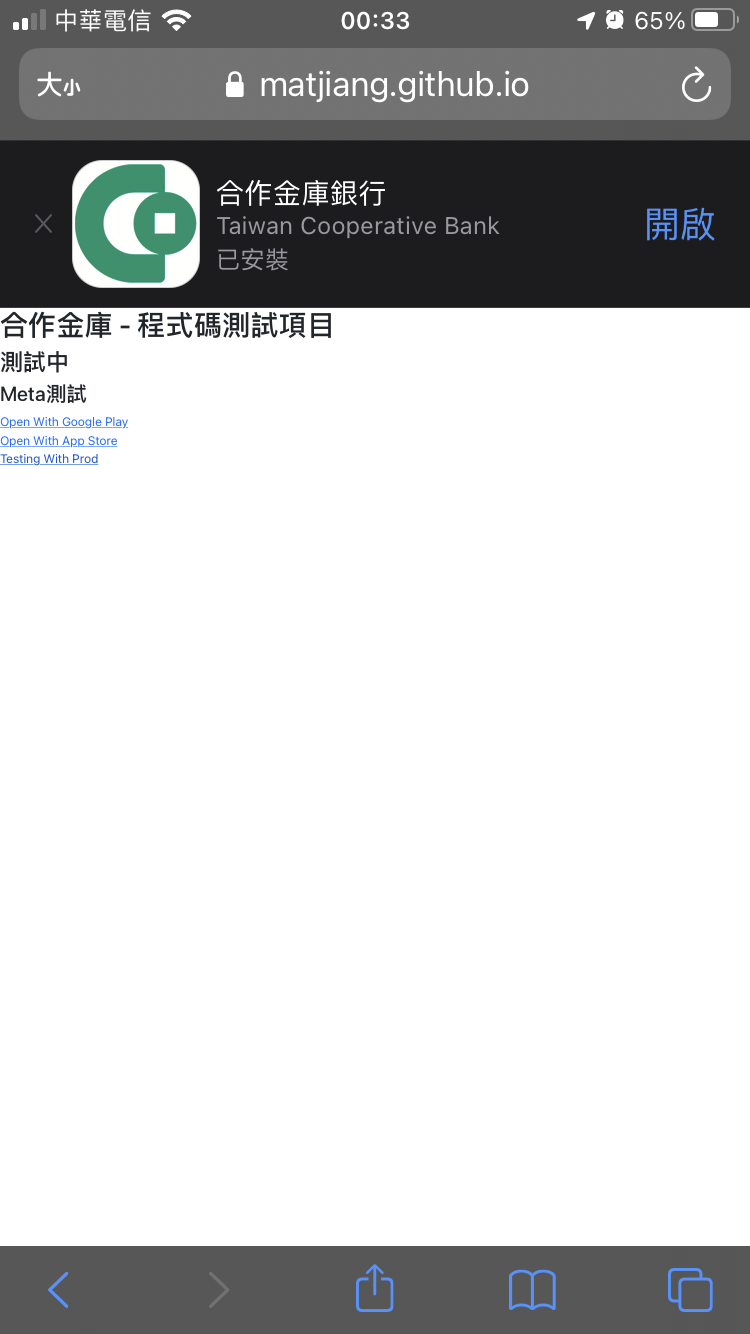 中華電信
00:33
65%
大小
matjiang.github.io
合作金庫銀行
Taiwan Cooperative Bank
已安裝
開啟
合作金庫 - 程式碼測試項目
測試中
Meta測試
Open With Google Play
Open With App Store
Testing With Prod